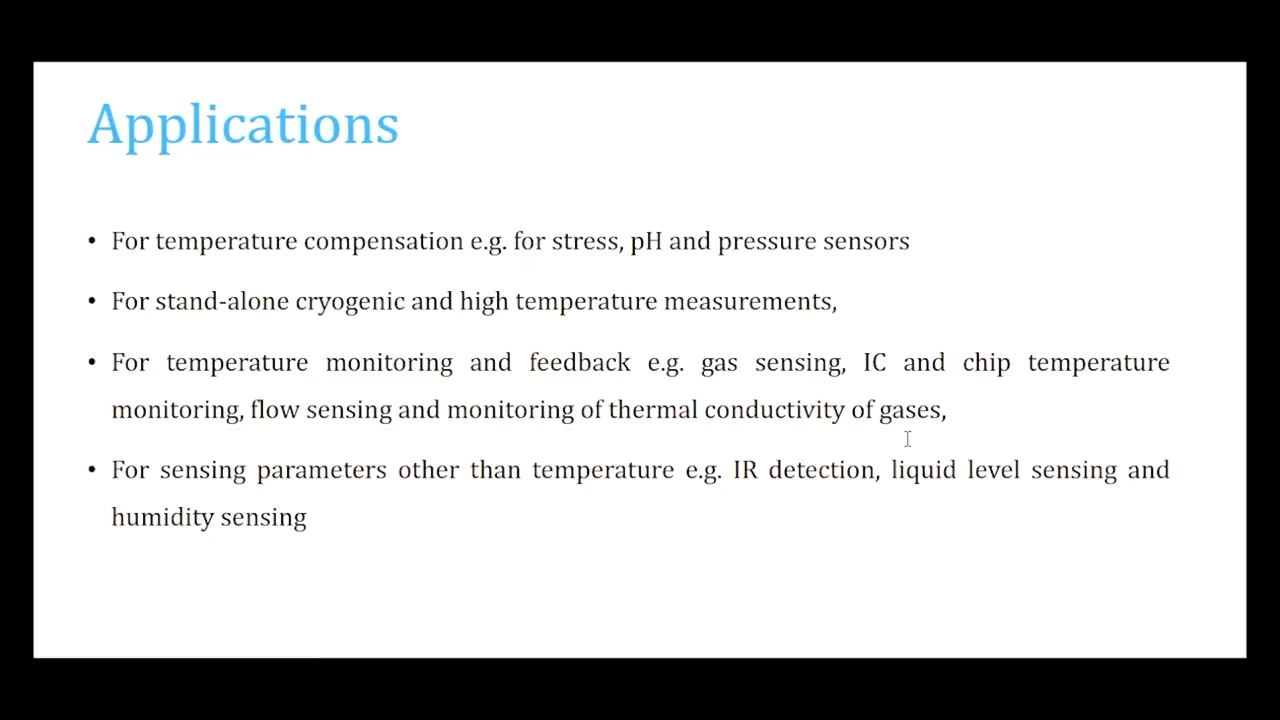 Applications
• For temperature compensation e.g. for stress, pH and pressure sensors
• For stand-alone cryogenic and high temperature measurements,
• For temperature monitoring and feedback e.g. gas sensing, IC and chip temperature
monitoring, flow sensing and monitoring of thermal conductivity of gases,
• For sensing parameters other than temperature e.g. IR detection, liquid level sensing and
humidity sensing